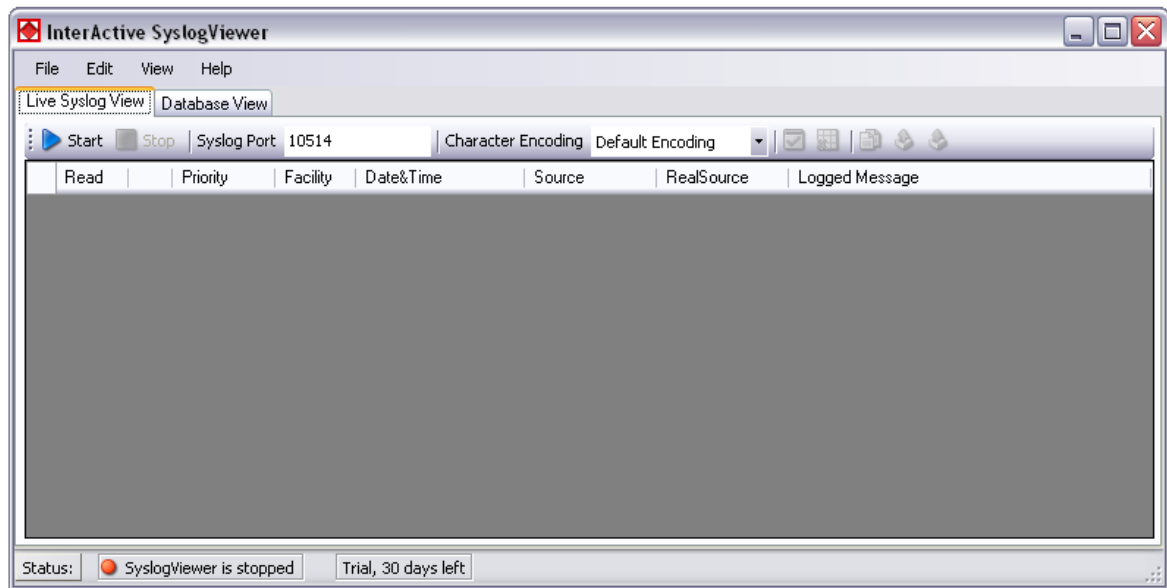 InterActive SyslogViewer
File Edit View Help
Live Syslog View Database View
Start Stop Syslog Port 10514 Character Encoding Default Encoding
Read Priority Facility Date&Time Source RealSource Logged Message
Status: SyslogViewer is stopped Trial, 30 days left